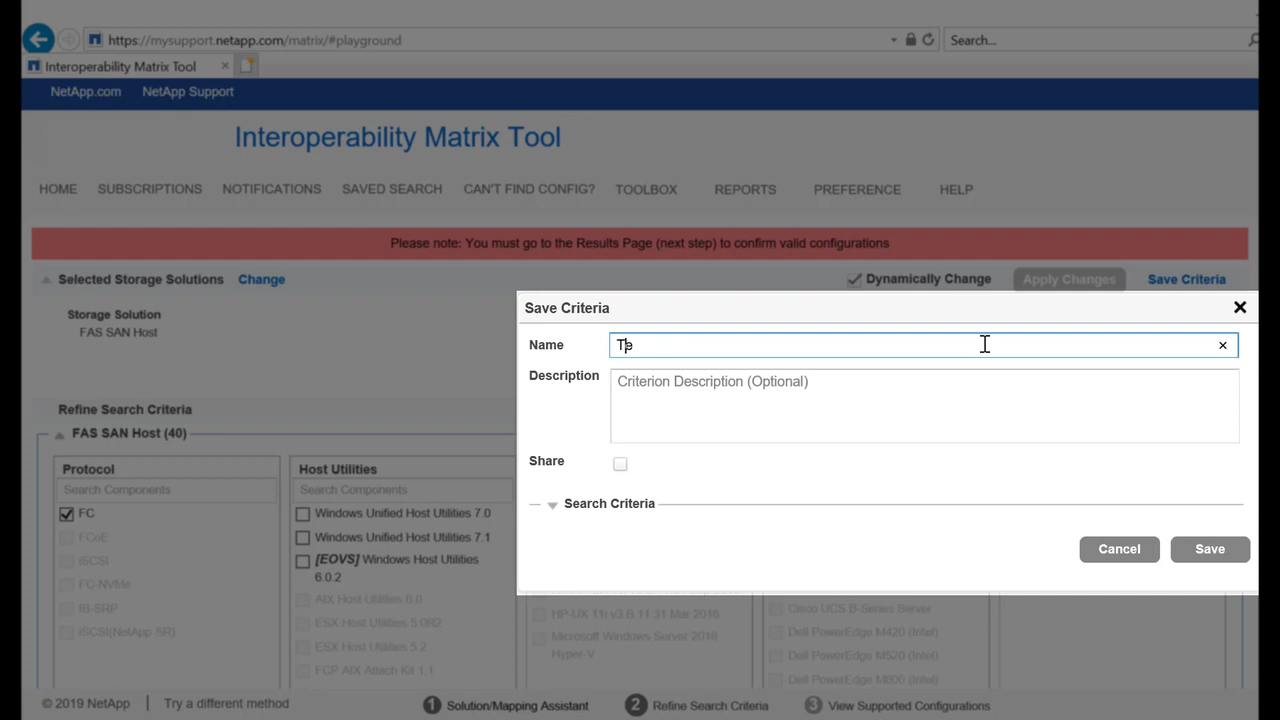 https://mysupport.netapp.com/matrix/#playground
Search...
Interoperability Matrix Tool
NetApp.com NetApp Support
Interoperability Matrix Tool
HOME SUBSCRIPTIONS NOTIFICATIONS SAVED SEARCH CAN'T FIND CONFIG? TOOLBOX REPORTS PREFERENCE HELP
Please note: You must go to the Results Page (next step) to confirm valid configurations
Selected Storage Solutions Change
Dynamically Change Apply Changes Save Criteria
Storage Solution
FAS SAN Host
Save Criteria
Name Te
Description Criterion Description (Optional)
Share
Search Criteria
Cancel Save
Refine Search Criteria
FAS SAN Host (40)
Protocol
Search Components
FC
FCoE
iSCSI
FC-NVMe
IB-SRP
iSCSI(NetApp SR)
Host Utilities
Search Components
Windows Unified Host Utilities 7.0
Windows Unified Host Utilities 7.1
[EOVS] Windows Host Utilities
6.0.2
AIX Host Utilities 6.0
ESX Host Utilities 5.0R2
ESX Host Utilities 5.2
FCP AIX Attach Kit 1.1
HP-UX 11i v3.6 11.31 Mar 2016
Microsoft Windows Server 2016
Hyper-V
Cisco UCS B-Series Server
Dell PowerEdge M420 (Intel)
Dell PowerEdge M520 (Intel)
Dell PowerEdge M600 (Intel)
© 2019 NetApp | Try a different method
1 Solution/Mapping Assistant 2 Refine Search Criteria 3 View Supported Configurations